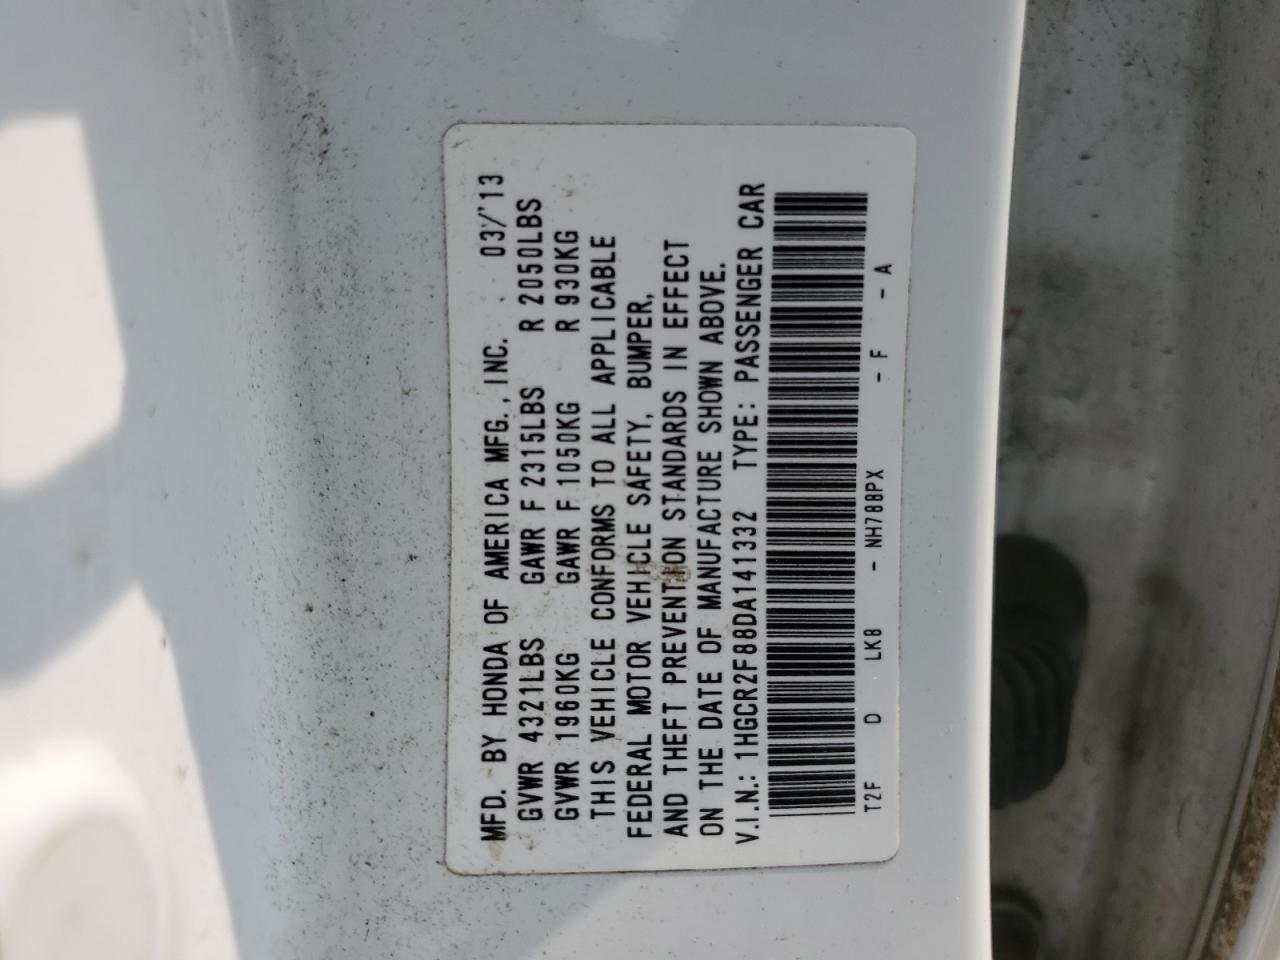 MFD. BY HONDA OF AMERICA MFG., INC. 03/'13
GVWR 4321LBS GAWR F 2315LBS R 2050LBS
GVWR 1960KG GAWR F 1050KG R 930KG
THIS VEHICLE CONFORMS TO ALL APPLICABLE
FEDERAL MOTOR VEHICLE SAFETY, BUMPER,
AND THEFT PREVENTION STANDARDS IN EFFECT
ON THE DATE OF MANUFACTURE SHOWN ABOVE.
V.I.N.: 1HGCR2F88DA141332 TYPE: PASSENGER CAR
T2F D LK8 - NH788PX - F - A